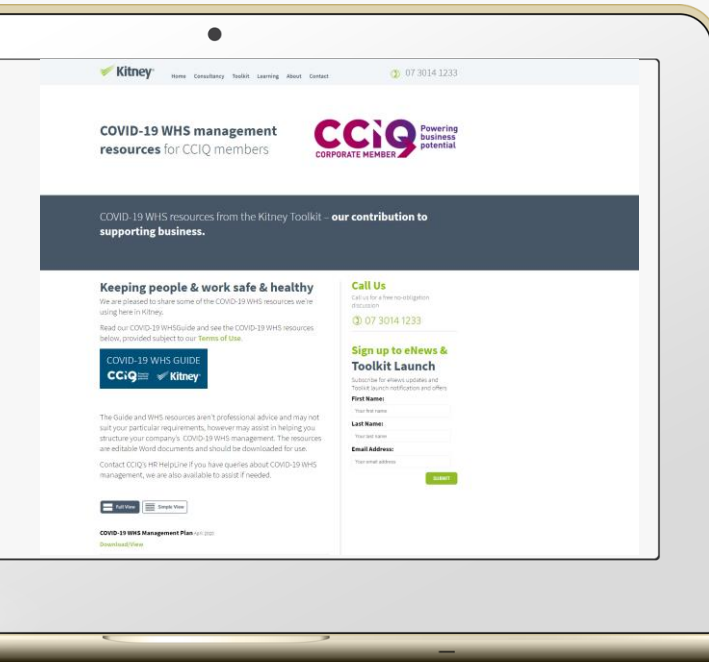 Kitney
Home Consultancy Toolkit Learning About Contact
07 3014 1233
COVID-19 WHS management
resources for CCIQ members
CCIQ
CORPORATE MEMBER
Powering
business
potential
COVID-19 WHS resources from the Kitney Toolkit – our contribution to
supporting business.
Keeping people & work safe & healthy
We are pleased to share some of the COVID-19 WHS resources we're
using here in Kitney.
Read our COVID-19 WHSGuide and see the COVID-19 WHS resources
below, provided subject to our Terms of Use.
COVID-19 WHS GUIDE
CCIQ Kitney
The Guide and WHS resources aren't professional advice and may not
suit your particular requirements, however may assist in helping you
structure your company's COVID-19 WHS management. The resources
are editable Word documents and should be downloaded for use.
Contact CCIQ's HR HelpLine if you have queries about COVID-19 WHS
management, we are also available to assist if needed.
Full View Simple View
COVID-19 WHS Management Plan April 2020
Download/View
Call Us
Call us for a free no-obligation
discussion
07 3014 1233
Sign up to eNews &
Toolkit Launch
Subscribe for eNews updates and
Toolkit launch notification and offers
First Name:
Your first name
Last Name:
Your last name
Email Address:
Your email address
SUBMIT